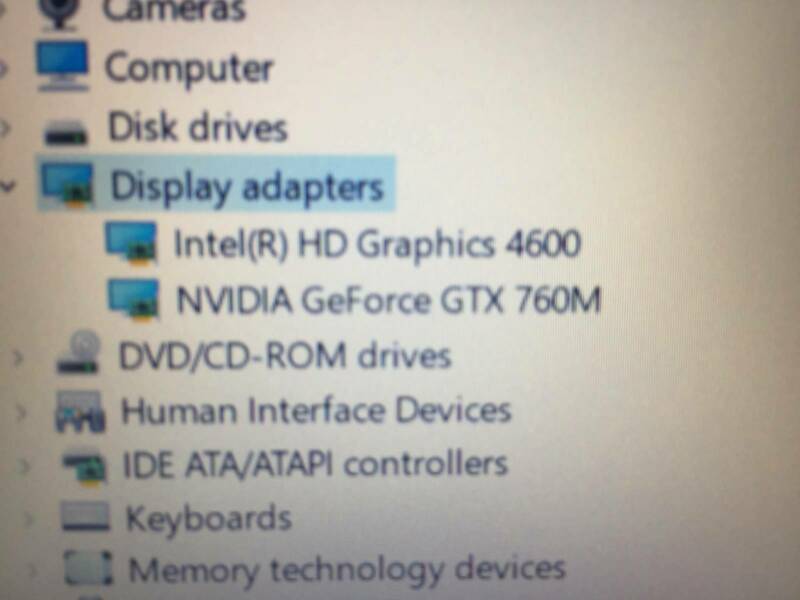 Cameras
Computer
Disk drives
Display adapters
Intel(R) HD Graphics 4600
NVIDIA GeForce GTX 760M
DVD/CD-ROM drives
Human Interface Devices
IDE ATA/ATAPI controllers
Keyboards
Memory technology devices